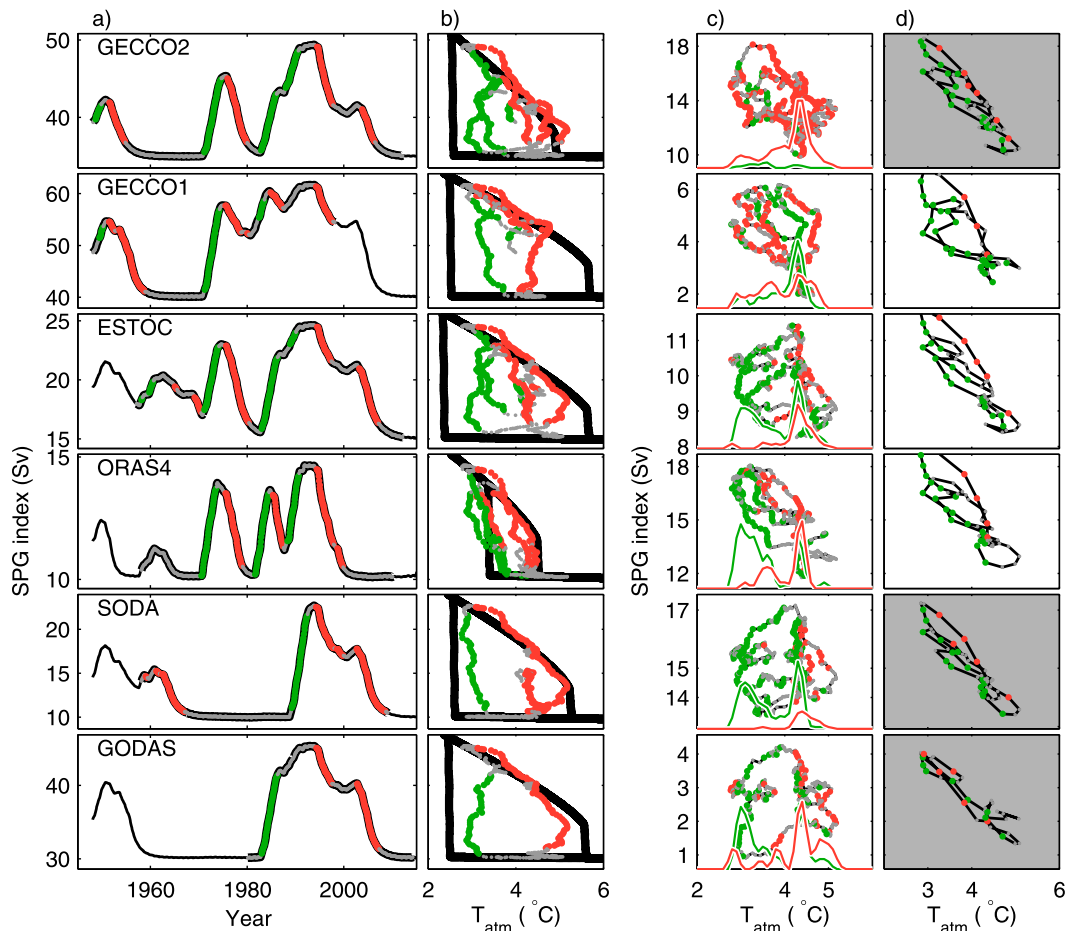 a) b) c) d)
GECCO2
50
40
18
14
10
GECCO1
60
50
40
6
4
2
ESTOC
25
20
15
11
10
9
8
ORAS4
15
10
18
15
12
SODA
20
15
10
17
15
14
GODAS
40
30
4
3
2
1
SPG index (Sv)
SPG index (Sv)
1960 1980 2000
2 4 6
2 4 5
3 4 6
Year
T_atm ( °C)
T_atm ( °C)
T_atm ( °C)